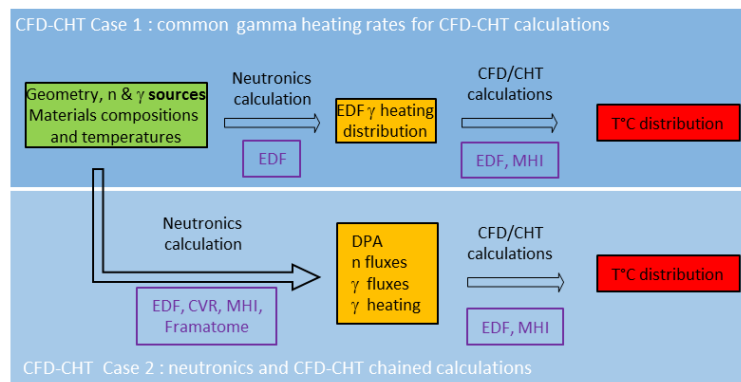 CFD-CHT Case 1 : common gamma heating rates for CFD-CHT calculations
Geometry, n & γ sources
Materials compositions
and temperatures
Neutronics
calculation
EDF
EDF γ heating
distribution
CFD/CHT
calculations
EDF, MHI
T°C distribution
Neutronics
calculation
EDF, CVR, MHI,
Framatome
DPA
n fluxes
γ fluxes
γ heating
CFD/CHT
calculations
EDF, MHI
T°C distribution
CFD-CHT Case 2 : neutronics and CFD-CHT chained calculations